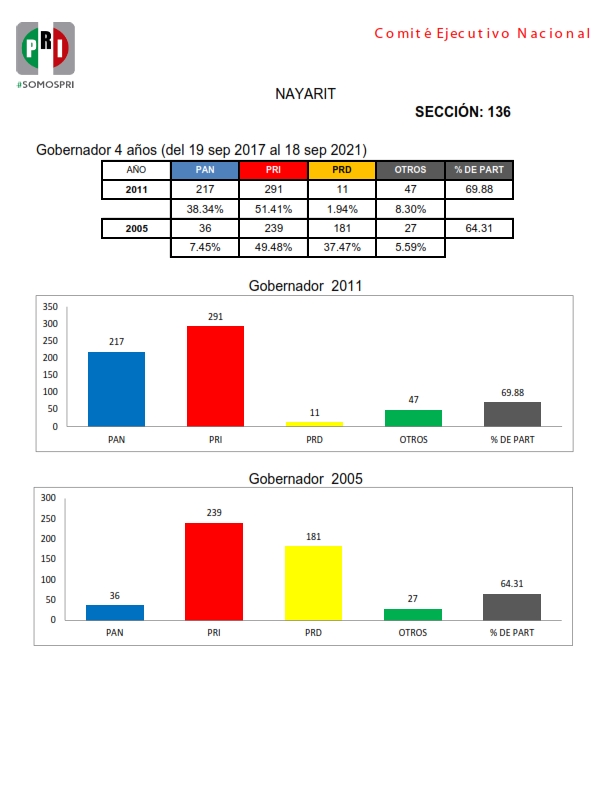 Comité Ejecutivo Nacional
PRI
#SOMOSPRI
NAYARIT
SECCIÓN: 136
Gobernador 4 años (del 19 sep 2017 al 18 sep 2021)
AÑO PAN PRI PRD OTROS % DE PART
2011 217 291 11 47 69.88
38.34% 51.41% 1.94% 8.30%
2005 36 239 181 27 64.31
7.45% 49.48% 37.47% 5.59%
Gobernador 2011
350
300
250
200
150
100
50
0
217 291 11 47 69.88
PAN PRI PRD OTROS % DE PART
Gobernador 2005
300
250
200
150
100
50
0
36 239 181 27 64.31
PAN PRI PRD OTROS % DE PART